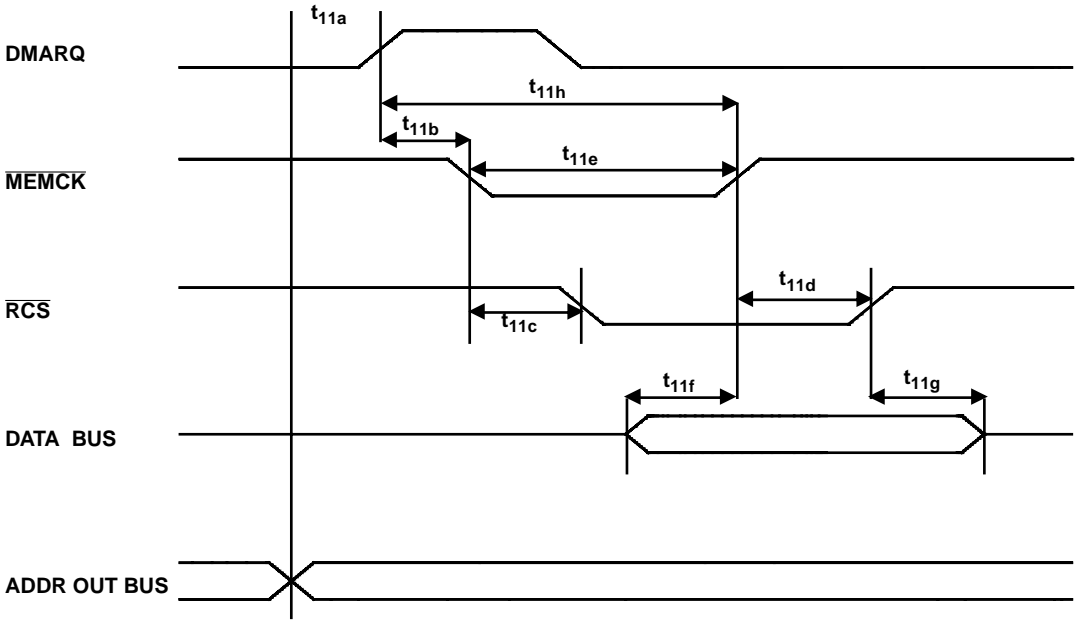 t11a
DMARQ
t11h
t11b
t11e
MEMCK
t11d
RCS
t11c
t11f
t11g
DATA BUS
ADDR OUT BUS